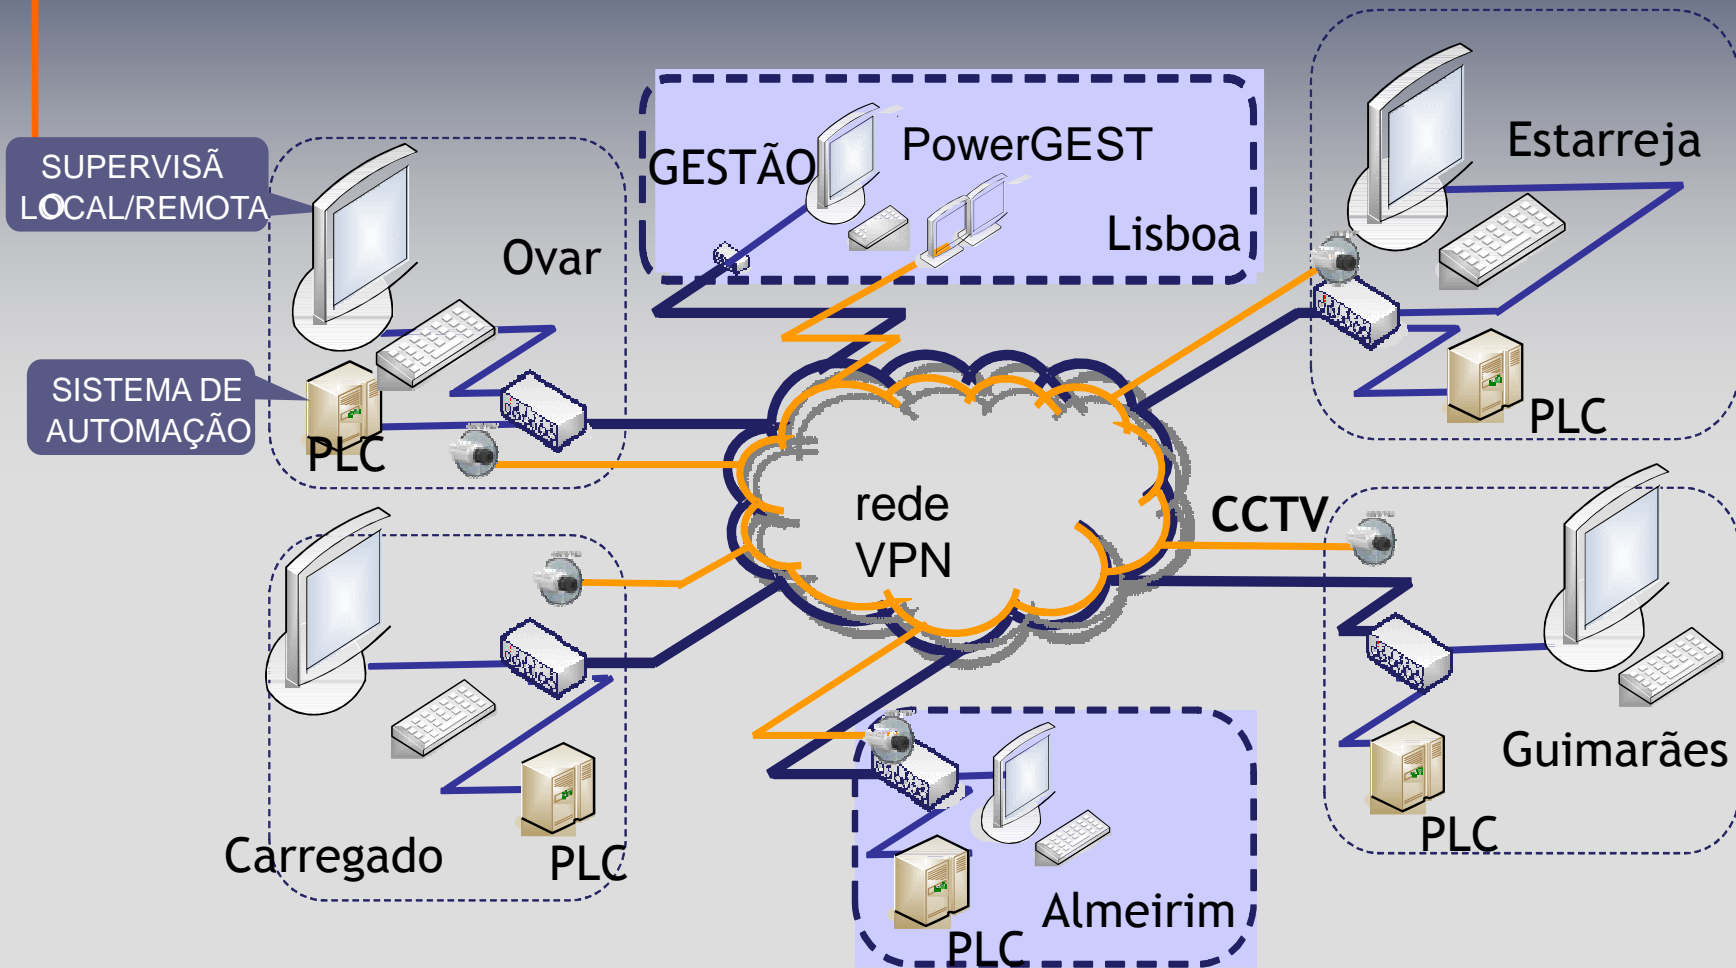 SUPERVISÃ
LOCAL/REMOTA
O
SISTEMA DE
AUTOMAÇÃO
Ovar
PLC
GESTÃO
PowerGEST
Lisboa
Estarreja
PLC
rede
VPN
CCTV
Guimarães
PLC
Carregado
PLC
Almeirim
PLC